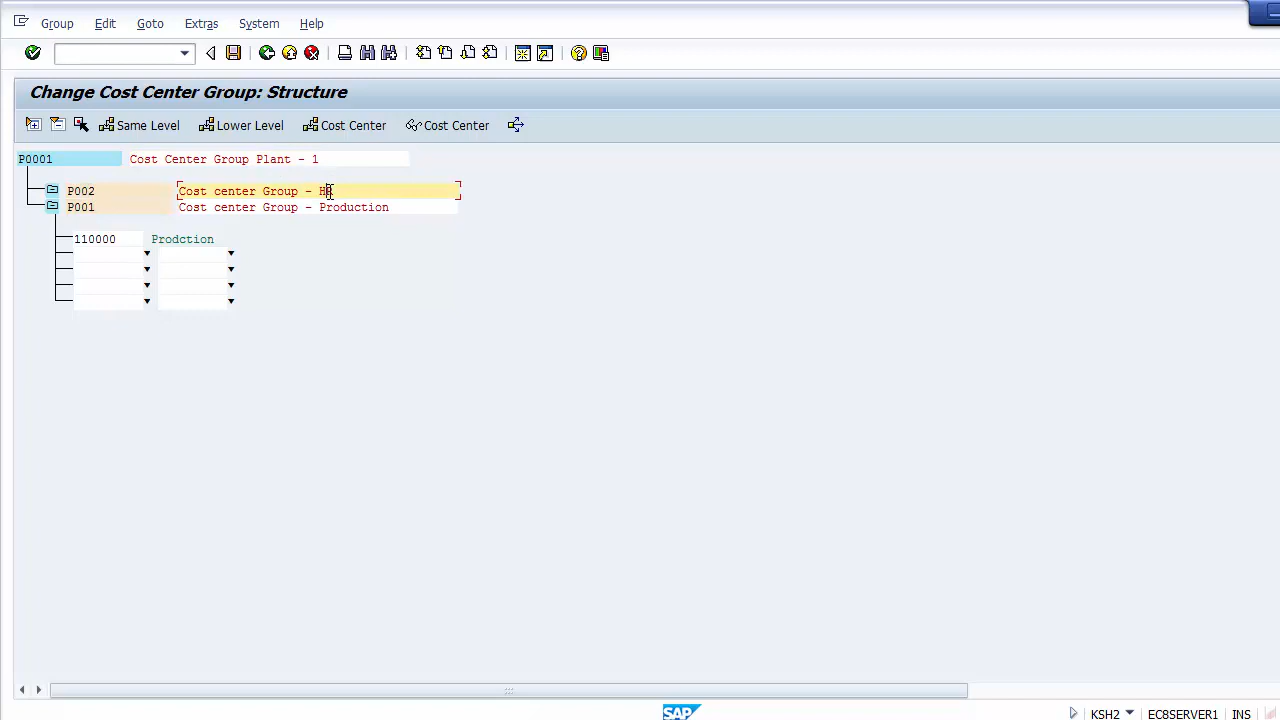 Group Edit Goto Extras System Help
Change Cost Center Group: Structure
Same Level Lower Level Cost Center Cost Center
P0001 Cost Center Group Plant - 1
P002 Cost center Group - HR
P001 Cost center Group - Production
110000 Prodction
SAP KSH2 EC8SERVER1 INS